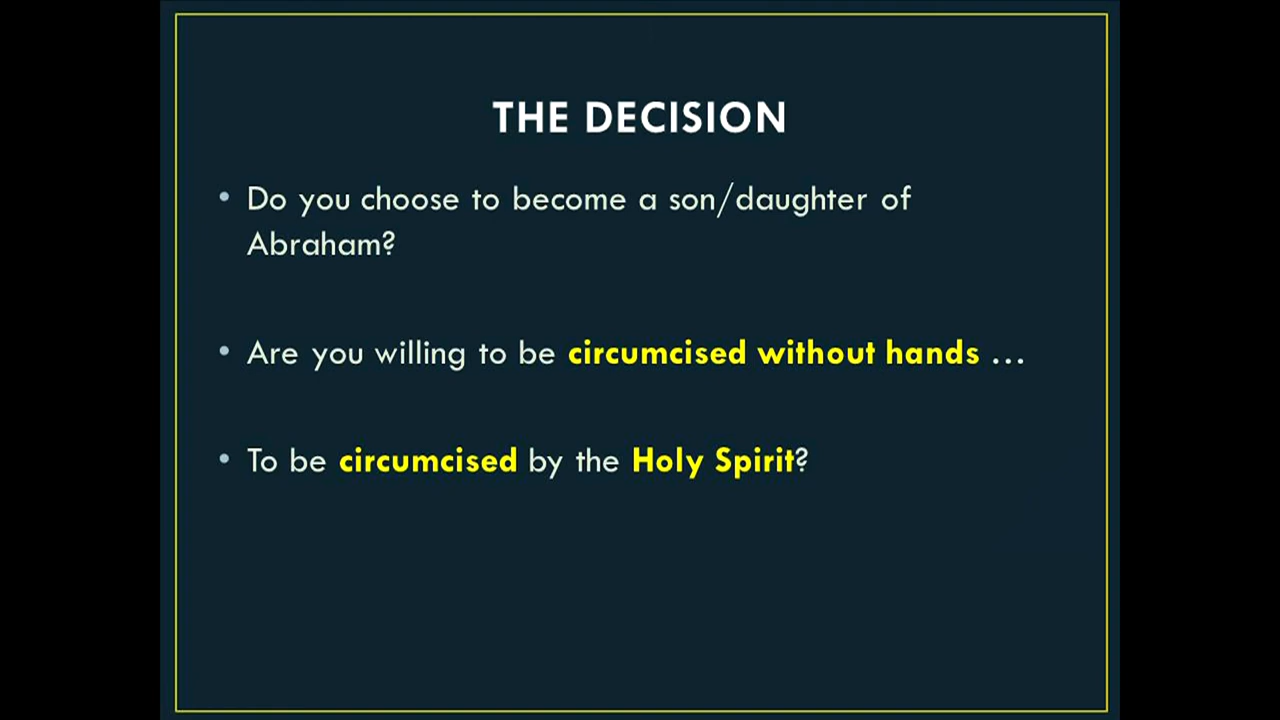 THE DECISION
• Do you choose to become a son/daughter of
Abraham?
• Are you willing to be circumcised without hands …
• To be circumcised by the Holy Spirit?